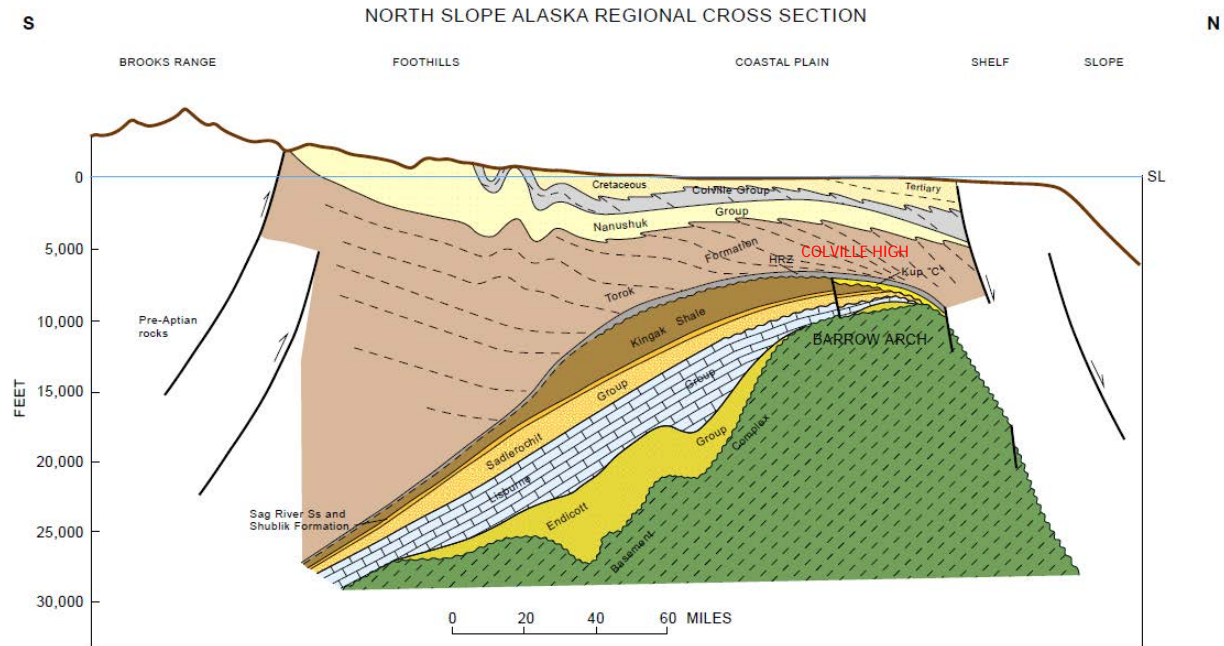 NORTH SLOPE ALASKA REGIONAL CROSS SECTION
S
N
BROOKS RANGE
FOOTHILLS
COASTAL PLAIN
SHELF
SLOPE
0
SL
Cretaceous
Colville Group
Tertiary
Nanushuk
Group
5,000
Torok
Formation
HRZ
COLVILLE HIGH
Kup "C"
10,000
Pre-Aptian
rocks
Kingak Shale
BARROW ARCH
FEET
15,000
Sadlerochit
Group
Lisburne
Group
20,000
Endicott
Group
Basement
Complex
Sag River Ss and
Shublik Formation
25,000
30,000
0 20 40 60 MILES